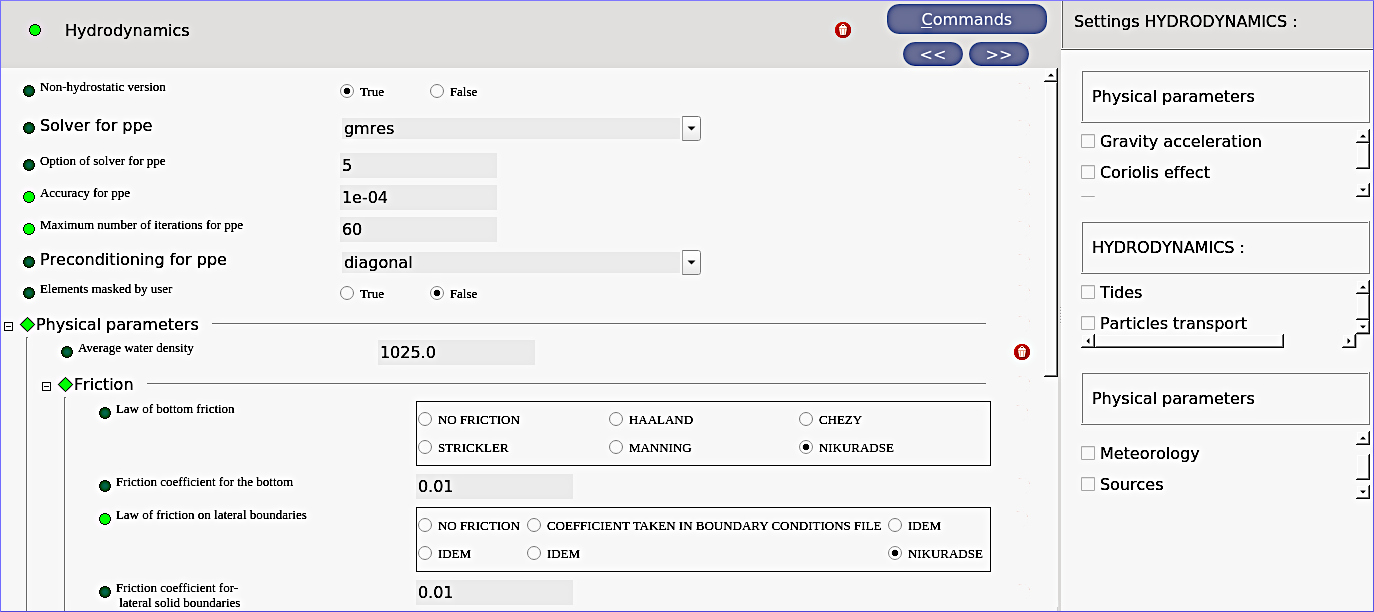 Hydrodynamics
Commands
<< >>
Non-hydrostatic version True False
Solver for ppe gmres
Option of solver for ppe 5
Accuracy for ppe 1e-04
Maximum number of iterations for ppe 60
Preconditioning for ppe diagonal
Elements masked by user True False
Physical parameters
Average water density 1025.0
Friction
Law of bottom friction
NO FRICTION HAALAND CHEZY
STRICKLER MANNING NIKURADSE
Friction coefficient for the bottom 0.01
Law of friction on lateral boundaries
NO FRICTION COEFFICIENT TAKEN IN BOUNDARY CONDITIONS FILE IDEM
IDEM IDEM NIKURADSE
Friction coefficient for-
lateral solid boundaries
0.01
Settings HYDRODYNAMICS :
Physical parameters
Gravity acceleration
Coriolis effect
HYDRODYNAMICS :
Tides
Particles transport
Physical parameters
Meteorology
Sources